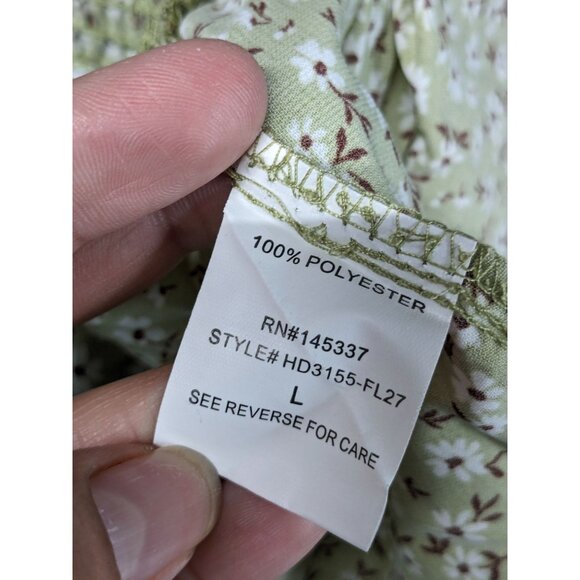 100% POLYESTER
RN#145337
STYLE# HD3155-FL27
L
SEE REVERSE FOR CARE